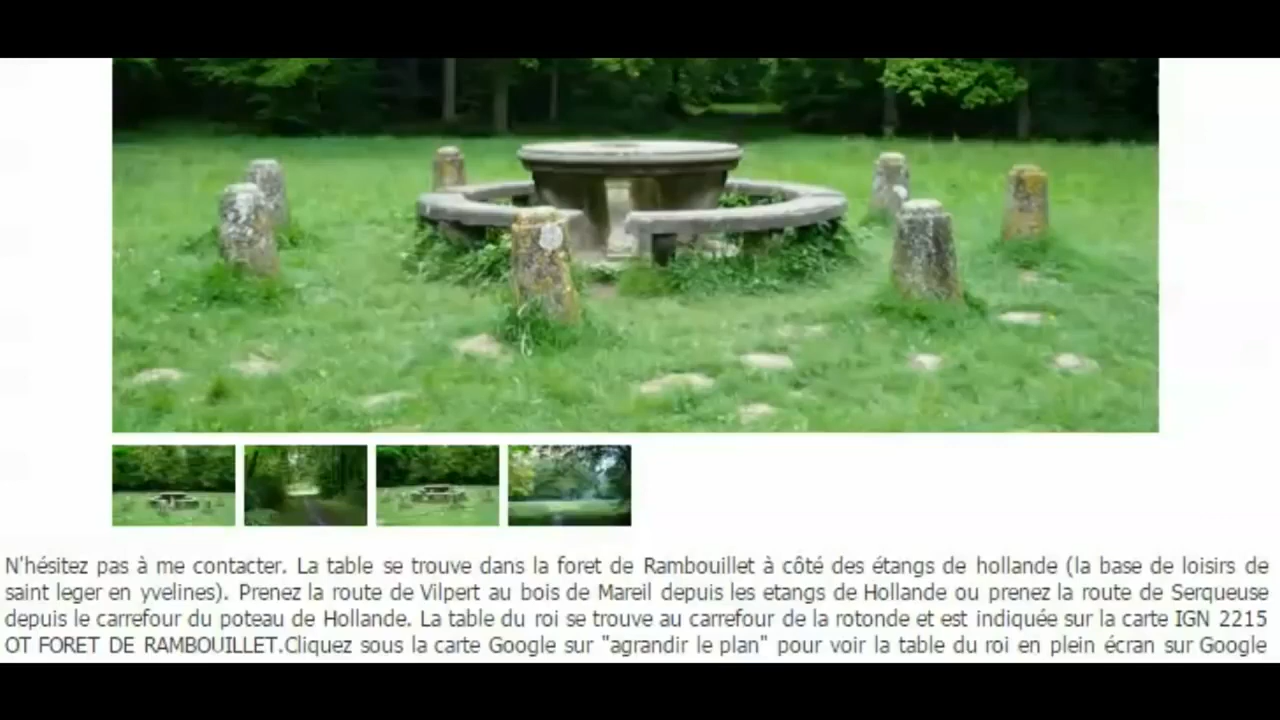 N'hésitez pas à me contacter. La table se trouve dans la foret de Rambouillet à côté des étangs de hollande (la base de loisirs de
saint leger en yvelines). Prenez la route de Vilpert au bois de Mareil depuis les etangs de Hollande ou prenez la route de Serqueuse
depuis le carrefour du poteau de Hollande. La table du roi se trouve au carrefour de la rotonde et est indiquée sur la carte IGN 2215
OT FORET DE RAMBOUILLET.Cliquez sous la carte Google sur "agrandir le plan" pour voir la table du roi en plein écran sur Google